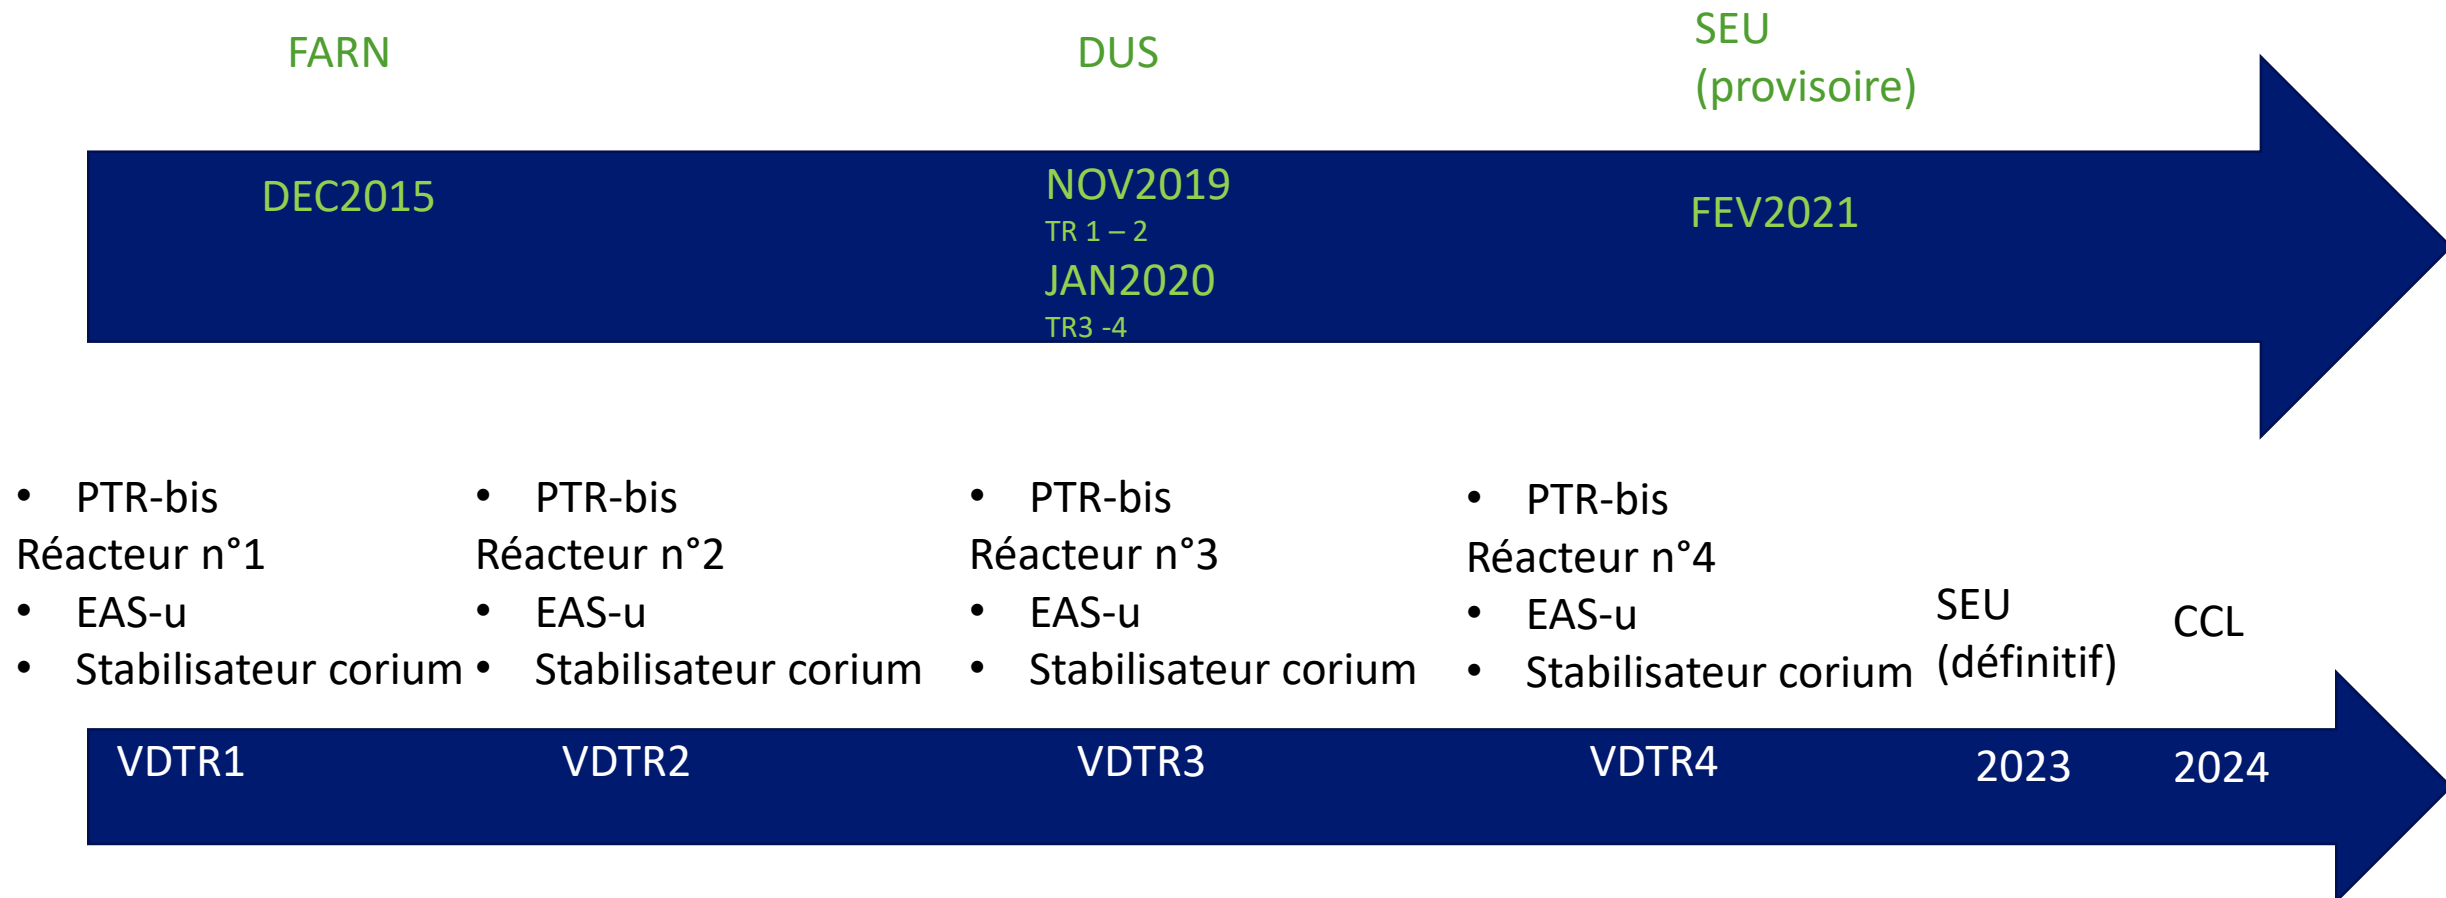 FARN
DUS
SEU
(provisoire)
DEC2015
NOV2019
TR 1 – 2
JAN2020
TR3 -4
FEV2021
• PTR-bis
Réacteur n°1
• EAS-u
• Stabilisateur corium
• PTR-bis
Réacteur n°2
• EAS-u
• Stabilisateur corium
• PTR-bis
Réacteur n°3
• EAS-u
• Stabilisateur corium
• PTR-bis
Réacteur n°4
• EAS-u
• Stabilisateur corium
SEU
(définitif)
CCL
VDTR1
VDTR2
VDTR3
VDTR4
2023
2024